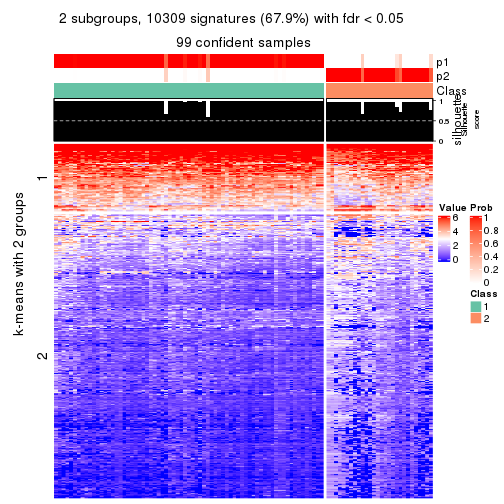 2 subgroups, 10309 signatures (67.9%) with fdr < 0.05
99 confident samples
p1
p2
Class
1
0.5
0
silhouette
Silhouette
score
k-means with 2 groups
1
2
Value
6
4
2
0
Prob
1
0.8
0.6
0.4
0.2
0
Class
1
2